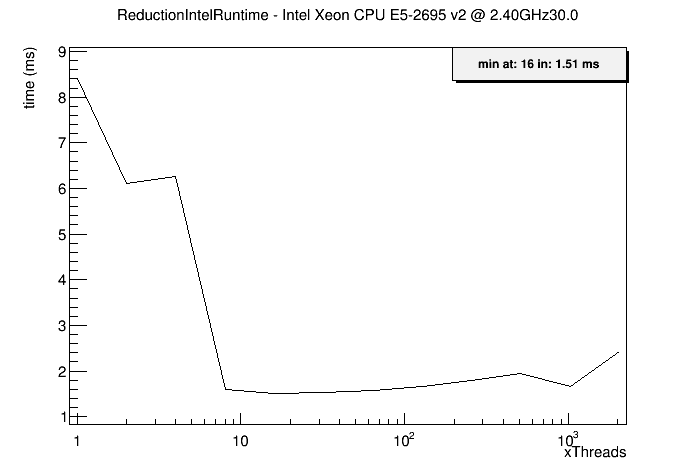 ReductionIntelRuntime - Intel Xeon CPU E5-2695 v2 @ 2.40GHz30.0
time (ms)
min at: 16 in: 1.51 ms
9
8
7
6
5
4
3
2
1
1 10 10² 10³
xThreads